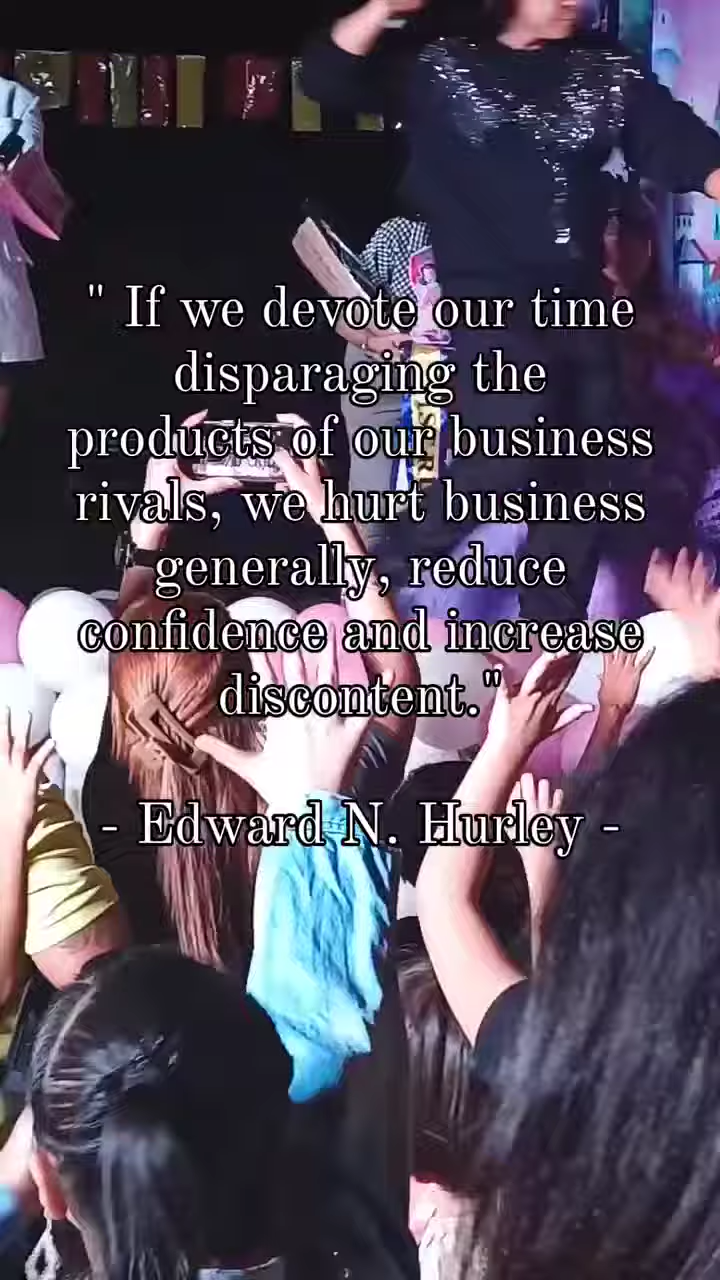 " If we devote our time
disparaging the
products of our business
rivals, we hurt business
generally, reduce
confidence and increase
discontent."
- Edward N. Hurley -